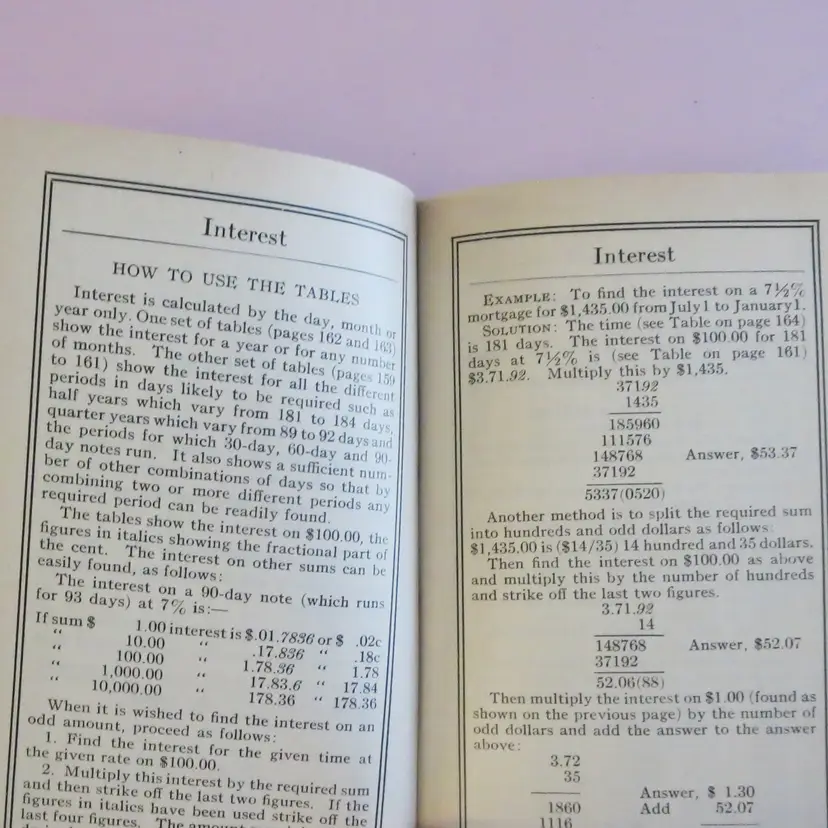 Interest
HOW TO USE THE TABLES
Interest is calculated by the day, month or
year only. One set of tables (pages 162 and 163)
show the interest for a year or for any number
of months. The other set of tables (pages 159
to 161) show the interest for all the different
periods in days likely to be required such as
half years which vary from 181 to 184 days,
quarter years which vary from 89 to 92 days and
the periods for which 30-day, 60-day and 90-
day notes run. It also shows a sufficient num-
ber of other combinations of days so that by
combining two or more different periods any
required period can be readily found.
The tables show the interest on $100.00, the
figures in italics showing the fractional part of
the cent. The interest on other sums can be
easily found, as follows:
The interest on a 90-day note (which runs
for 93 days) at 7% is:—
If sum $ 1.00 interest is $.01.7836 or $ .02c
“ 10.00 “ .17.836 “ .18c
“ 100.00 “ 1.78.36 “ 1.78
“ 1,000.00 “ 17.83.6 “ 17.84
“ 10,000.00 “ 178.36 “ 178.36
When it is wished to find the interest on an
odd amount, proceed as follows:
1. Find the interest for the given time at
the given rate on $100.00.
2. Multiply this interest by the required sum
and then strike off the last two figures. If the
figures in italics have been used strike off the
last four figures. The
Interest
EXAMPLE: To find the interest on a 7½%
mortgage for $1,435.00 from July 1 to January 1.
SOLUTION: The time (see Table on page 164)
is 181 days. The interest on $100.00 for 181
days at 7½% is (see Table on page 161)
$3.71.92. Multiply this by $1,435.
37192
1435
185960
111576
148768 Answer, $53.37
37192
5337(0520)
Another method is to split the required sum
into hundreds and odd dollars as follows:
$1,435.00 is ($14/35) 14 hundred and 35 dollars.
Then find the interest on $100.00 as above
and multiply this by the number of hundreds
and strike off the last two figures.
3.71.92
14
148768 Answer, $52.07
37192
52.06(88)
Then multiply the interest on $1.00 (found as
shown on the previous page) by the number of
odd dollars and add the answer to the answer
above:
3.72
35
Answer, $ 1.30
1860 Add 52.07
1116